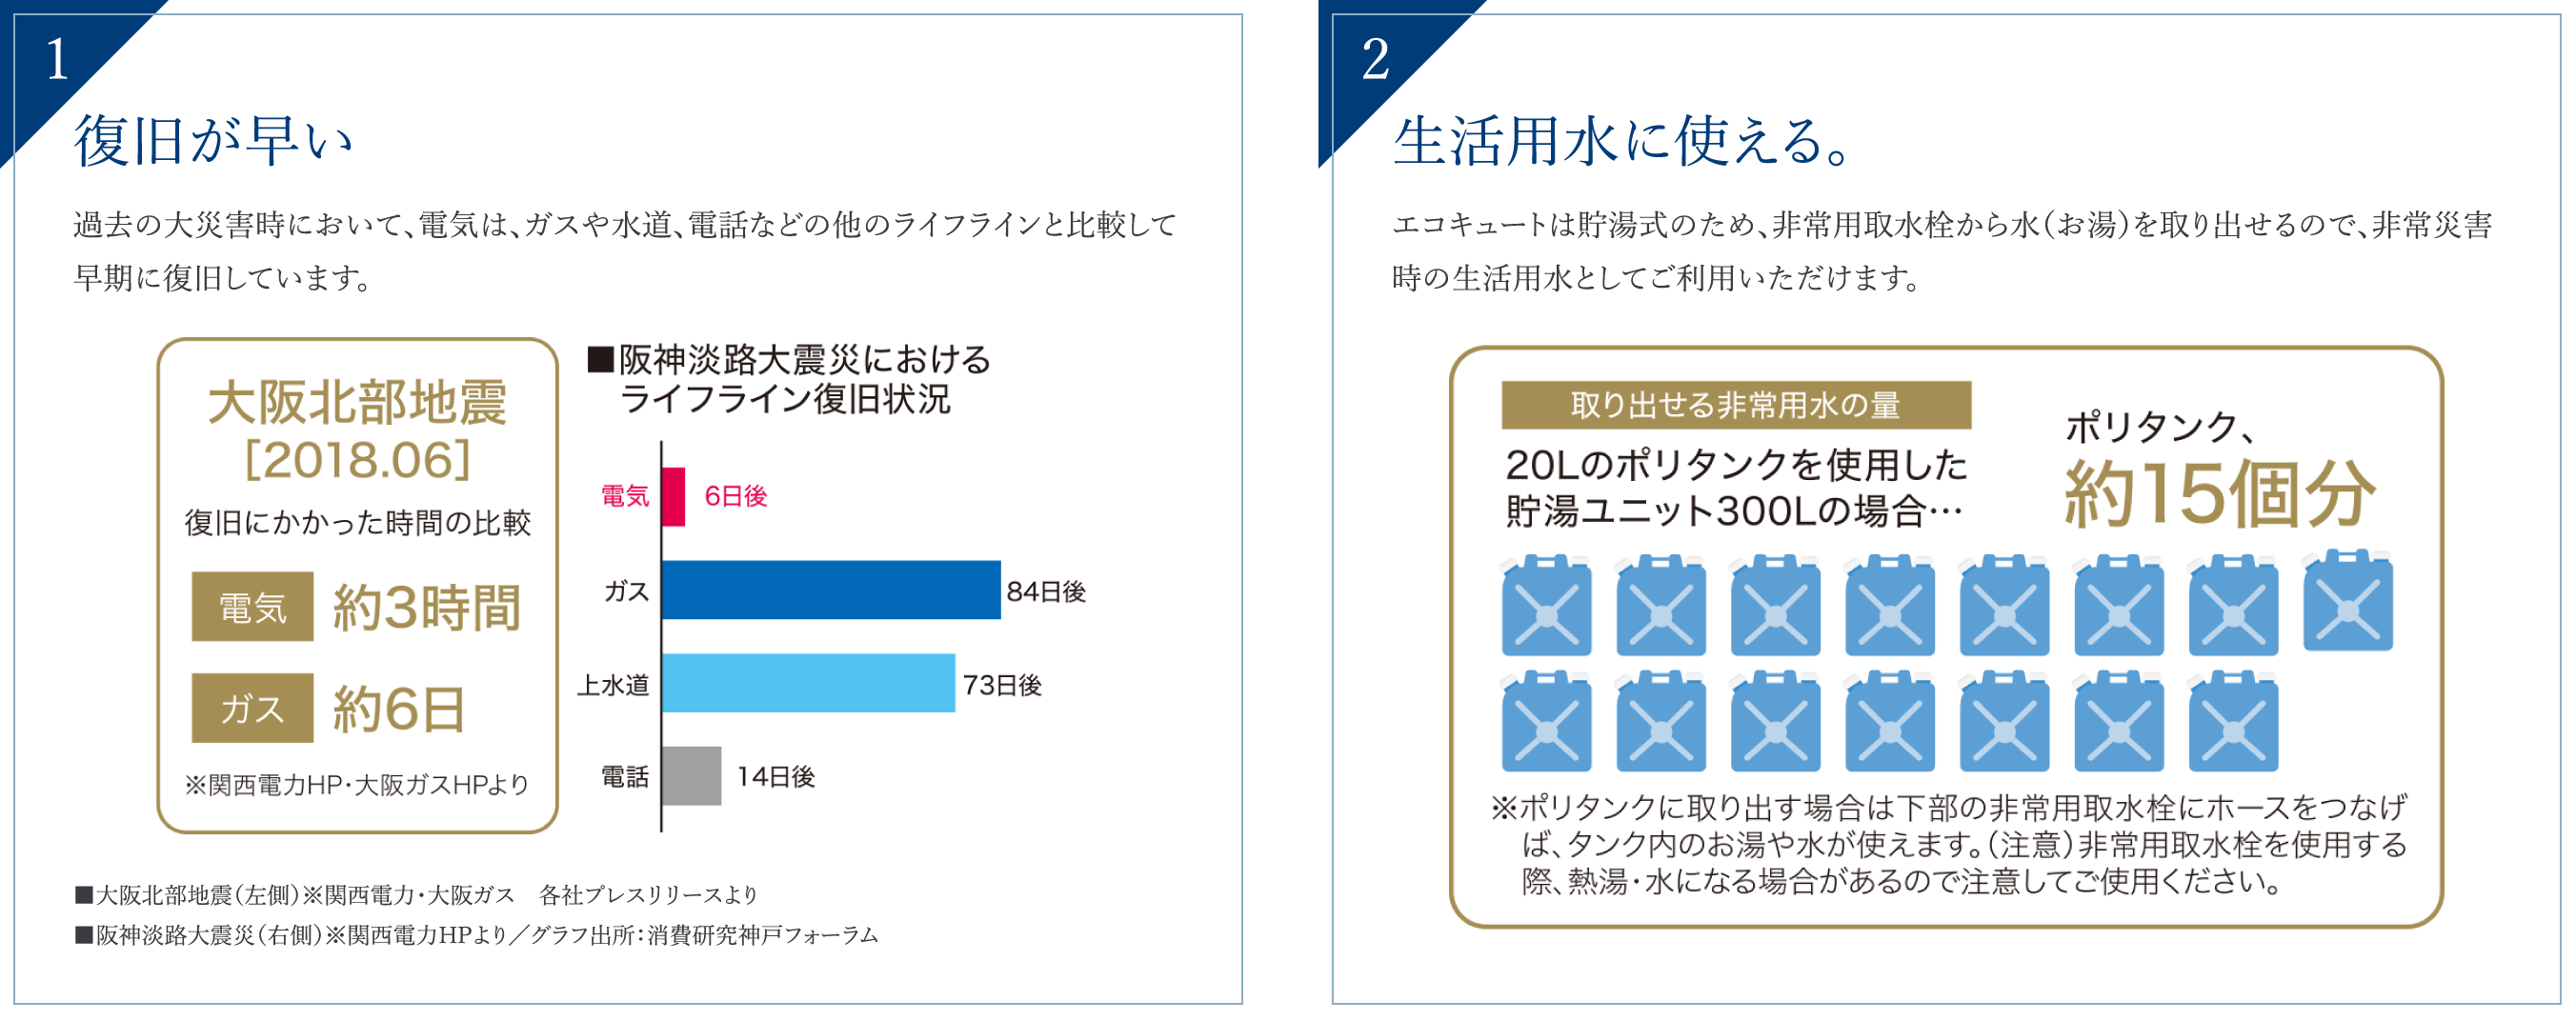 1
復旧が早い
過去の大災害時において、電気は、ガスや水道、電話などの他のライフラインと比較して
早期に復旧しています。
大阪北部地震
[2018.06]
復旧にかかった時間の比較
電気 約3時間
ガス 約6日
※関西電力HP・大阪ガスHPより
■阪神淡路大震災における
ライフライン復旧状況
電気 6日後
ガス 84日後
上水道 73日後
電話 14日後
■大阪北部地震（左側）※関西電力・大阪ガス　各社プレスリリースより
■阪神淡路大震災（右側）※関西電力HPより／グラフ出所：消費研究神戸フォーラム
2
生活用水に使える。
エコキュートは貯湯式のため、非常用取水栓から水（お湯）を取り出せるので、非常災害
時の生活用水としてご利用いただけます。
取り出せる非常用水の量
20Lのポリタンクを使用した
貯湯ユニット300Lの場合…
ポリタンク、
約15個分
※ポリタンクに取り出す場合は下部の非常用取水栓にホースをつなげ
ば、タンク内のお湯や水が使えます。（注意）非常用取水栓を使用する
際、熱湯・水になる場合があるので注意してご使用ください。